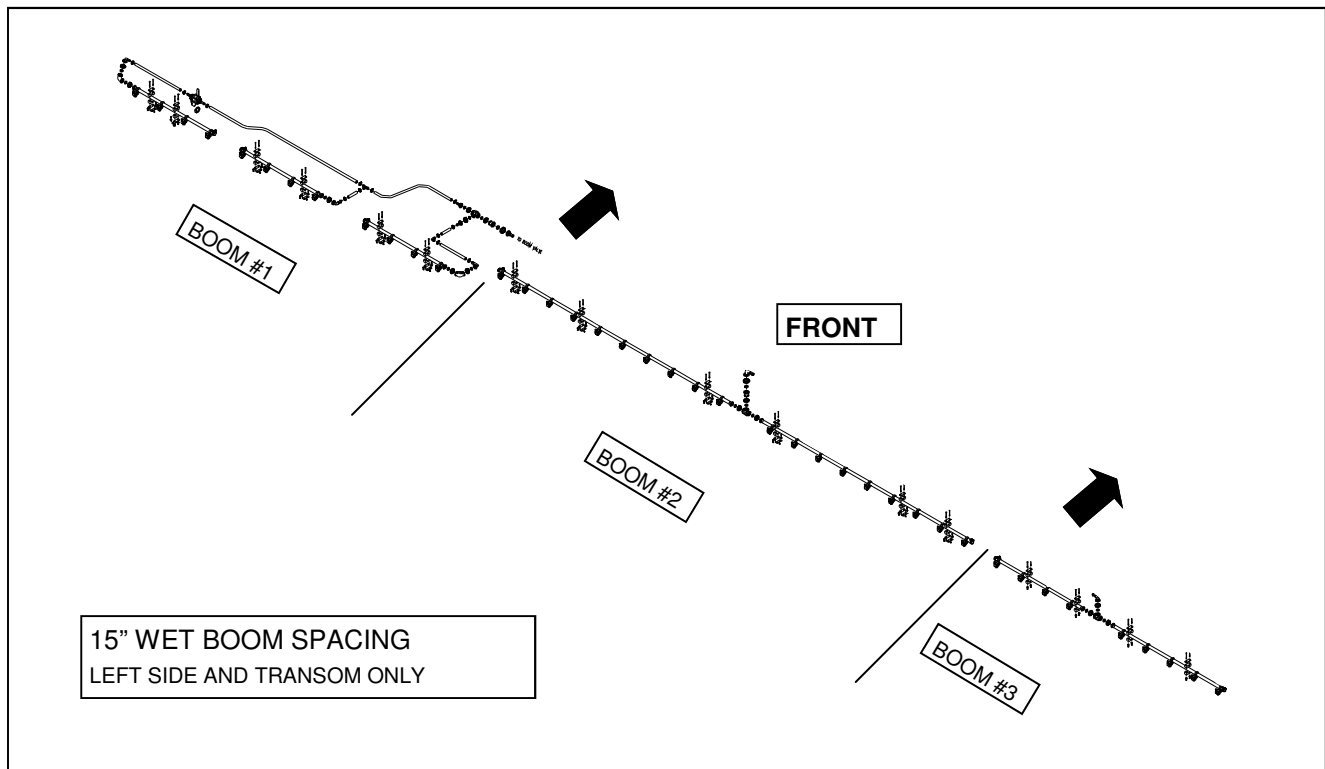 BOOM #1
FRONT
BOOM #2
15” WET BOOM SPACING
LEFT SIDE AND TRANSOM ONLY
BOOM #3